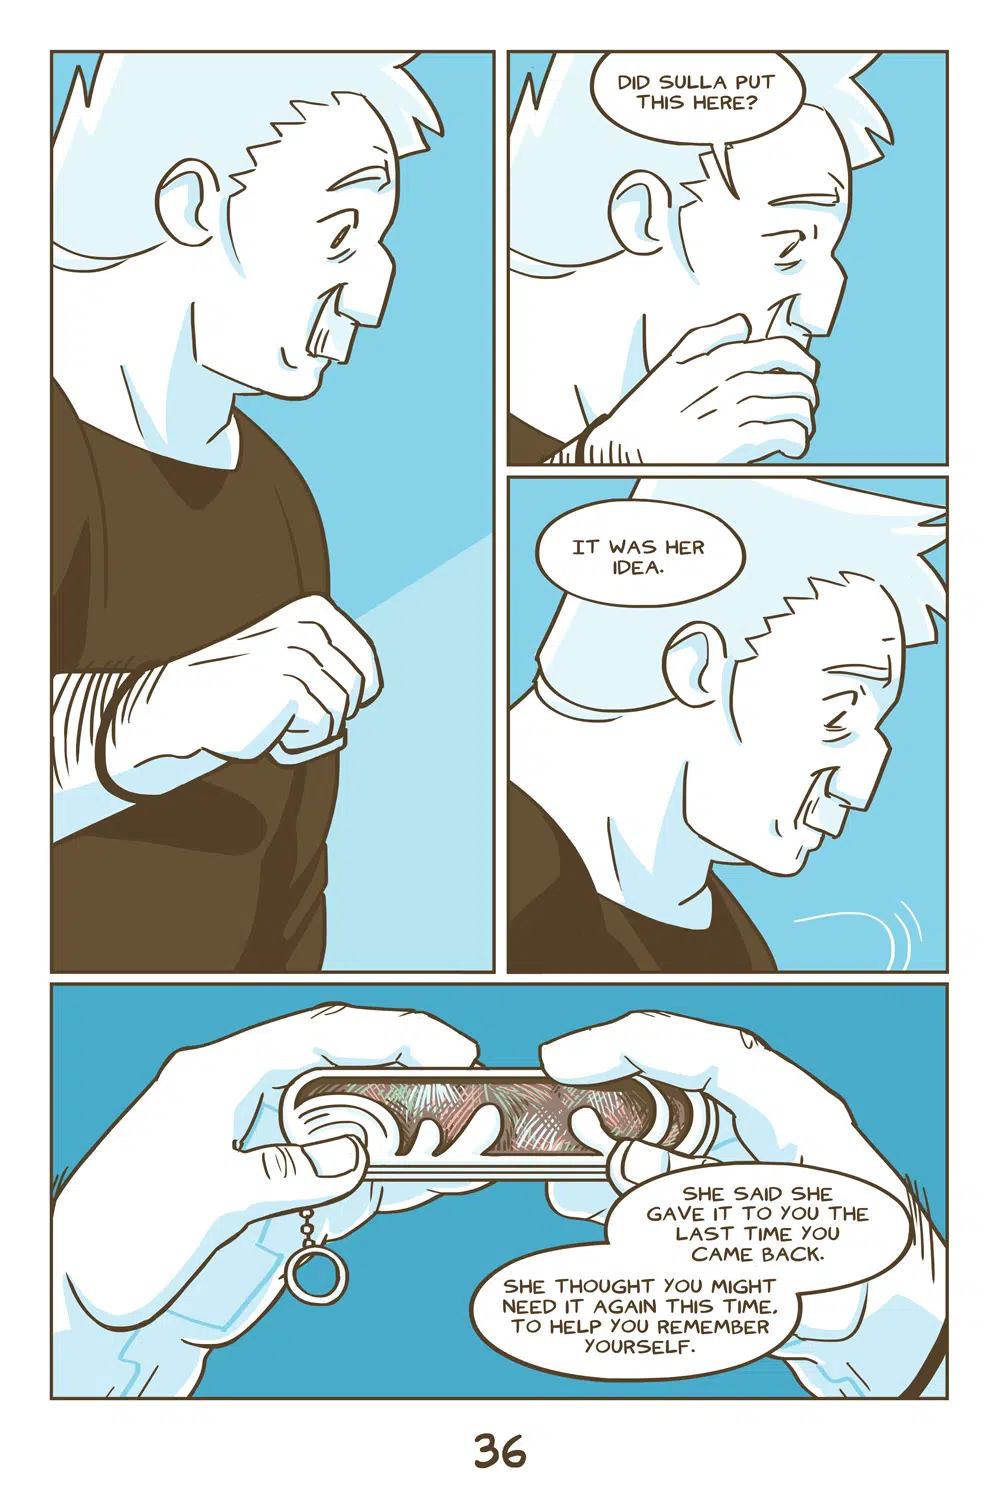 DID SULLA PUT
THIS HERE?
IT WAS HER
IDEA.
SHE SAID SHE
GAVE IT TO YOU THE
LAST TIME YOU
CAME BACK.
SHE THOUGHT YOU MIGHT
NEED IT AGAIN THIS TIME,
TO HELP YOU REMEMBER
YOURSELF.
36